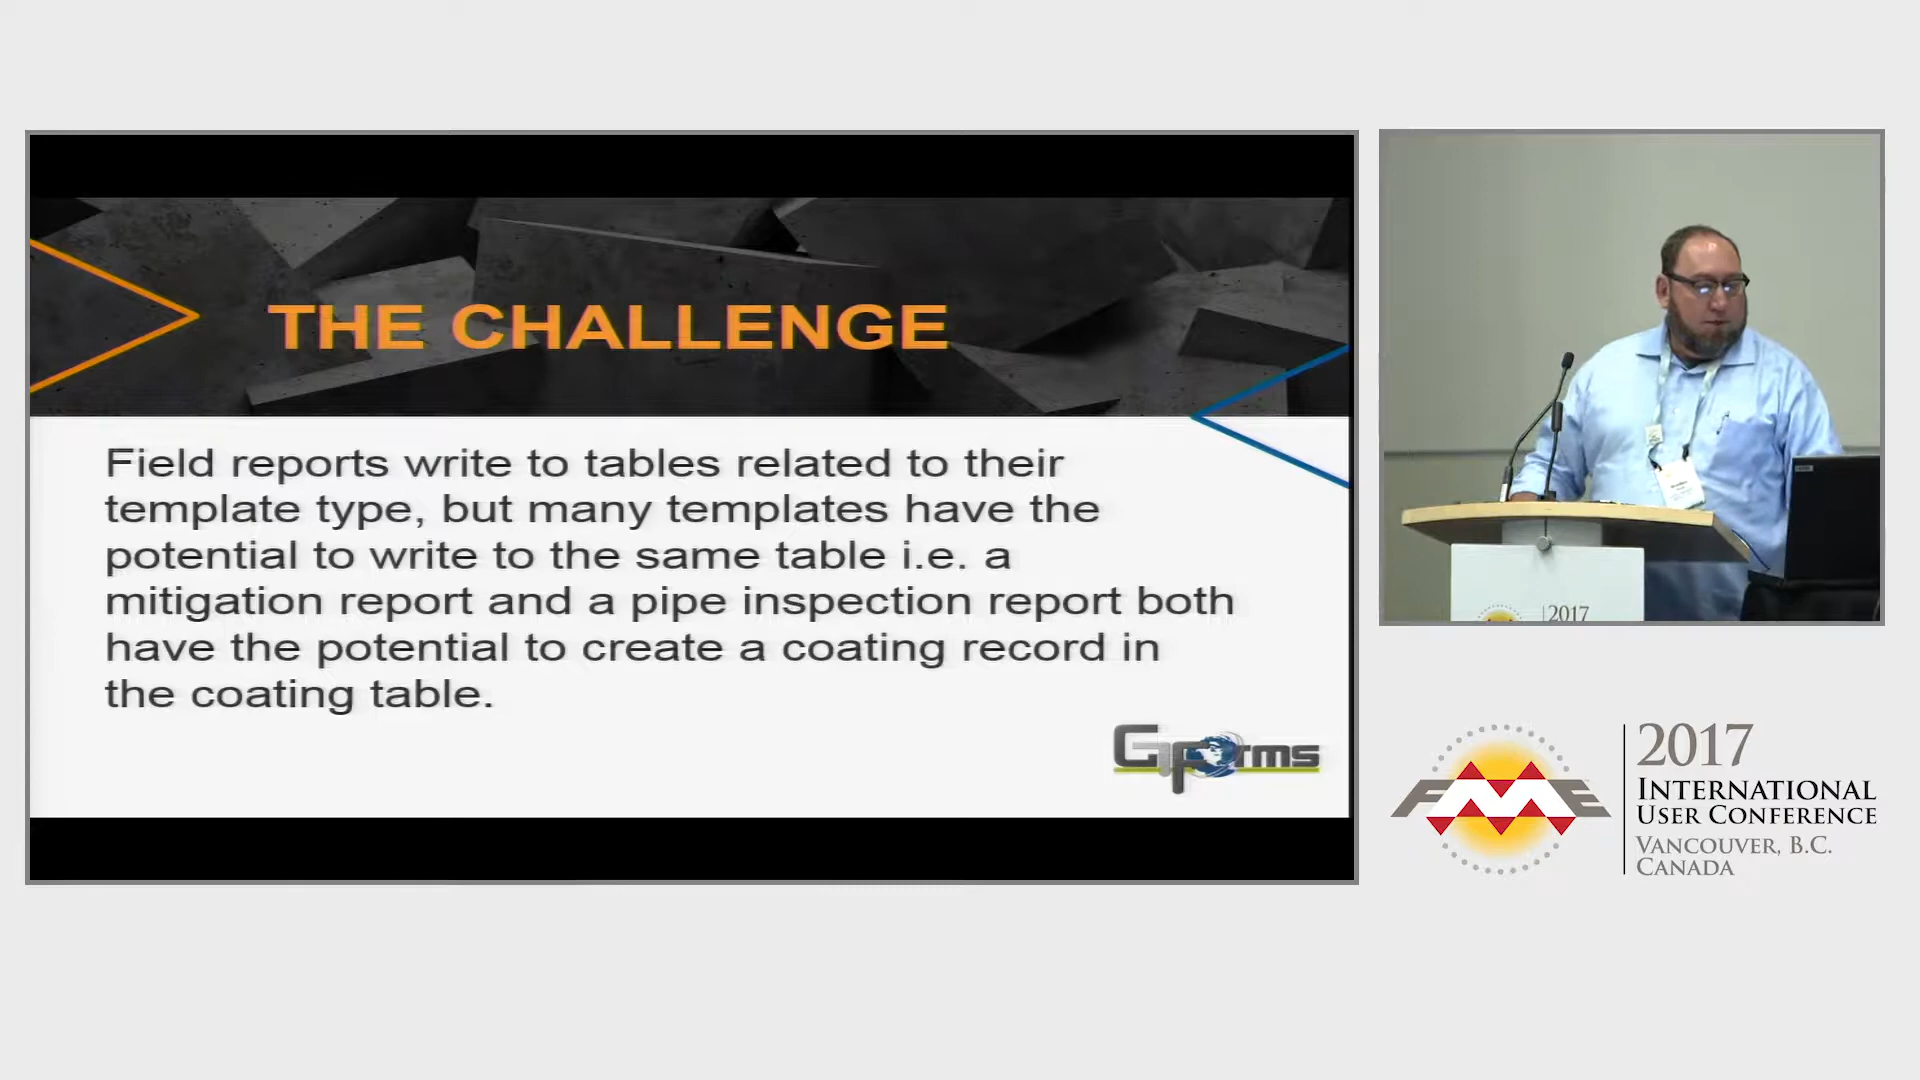 THE CHALLENGE
Field reports write to tables related to their
template type, but many templates have the
potential to write to the same table i.e. a
mitigation report and a pipe inspection report both
have the potential to create a coating record in
the coating table.
GIForms
2017
FME
2017
INTERNATIONAL
USER CONFERENCE
VANCOUVER, B.C.
CANADA